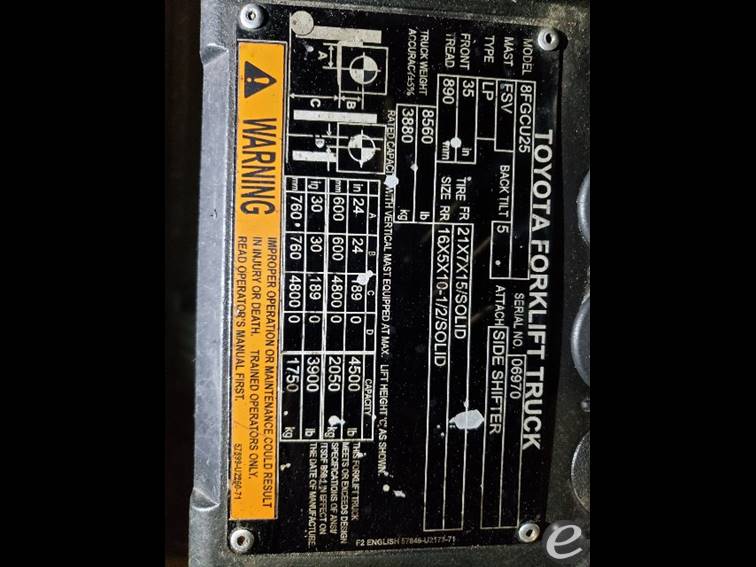 TOYOTA FORKLIFT TRUCK
MODEL 8FGCU25 SERIAL NO. 06970
MAST FSV BACK TILT 5 ° ATTACH SIDE SHIFTER
TYPE LP
FRONT 35 in TIRE FR 21X7X15/SOLID
TREAD 890 mm SIZE RR 16X5X10-1/2/SOLID
TRUCK WEIGHT 8560 lb
ACCURACY±5% 3880 kg
RATED CAPACITY WITH VERTICAL MAST EQUIPPED AT MAX. LIFT HEIGHT 'C', AS SHOWN.
A B C D CAPACITY
in 24 24 189 0 4500 lb
mm 600 600 4800 0 2050 kg
in 30 30 189 0 3900 lb
mm 760 760 4800 0 1750 kg
A
B
C
D
THIS FORKLIFT TRUCK
MEETS OR EXCEEDS DESIGN
SPECIFICATIONS OF ANSI
IN EFFECT ON
THE DATE OF MANUFACTURE
F2 ENGLISH
WARNING
IMPROPER OPERATION OR MAINTENANCE COULD RESULT
IN INJURY OR DEATH. TRAINED OPERATORS ONLY.
READ OPERATOR'S MANUAL FIRST.
e